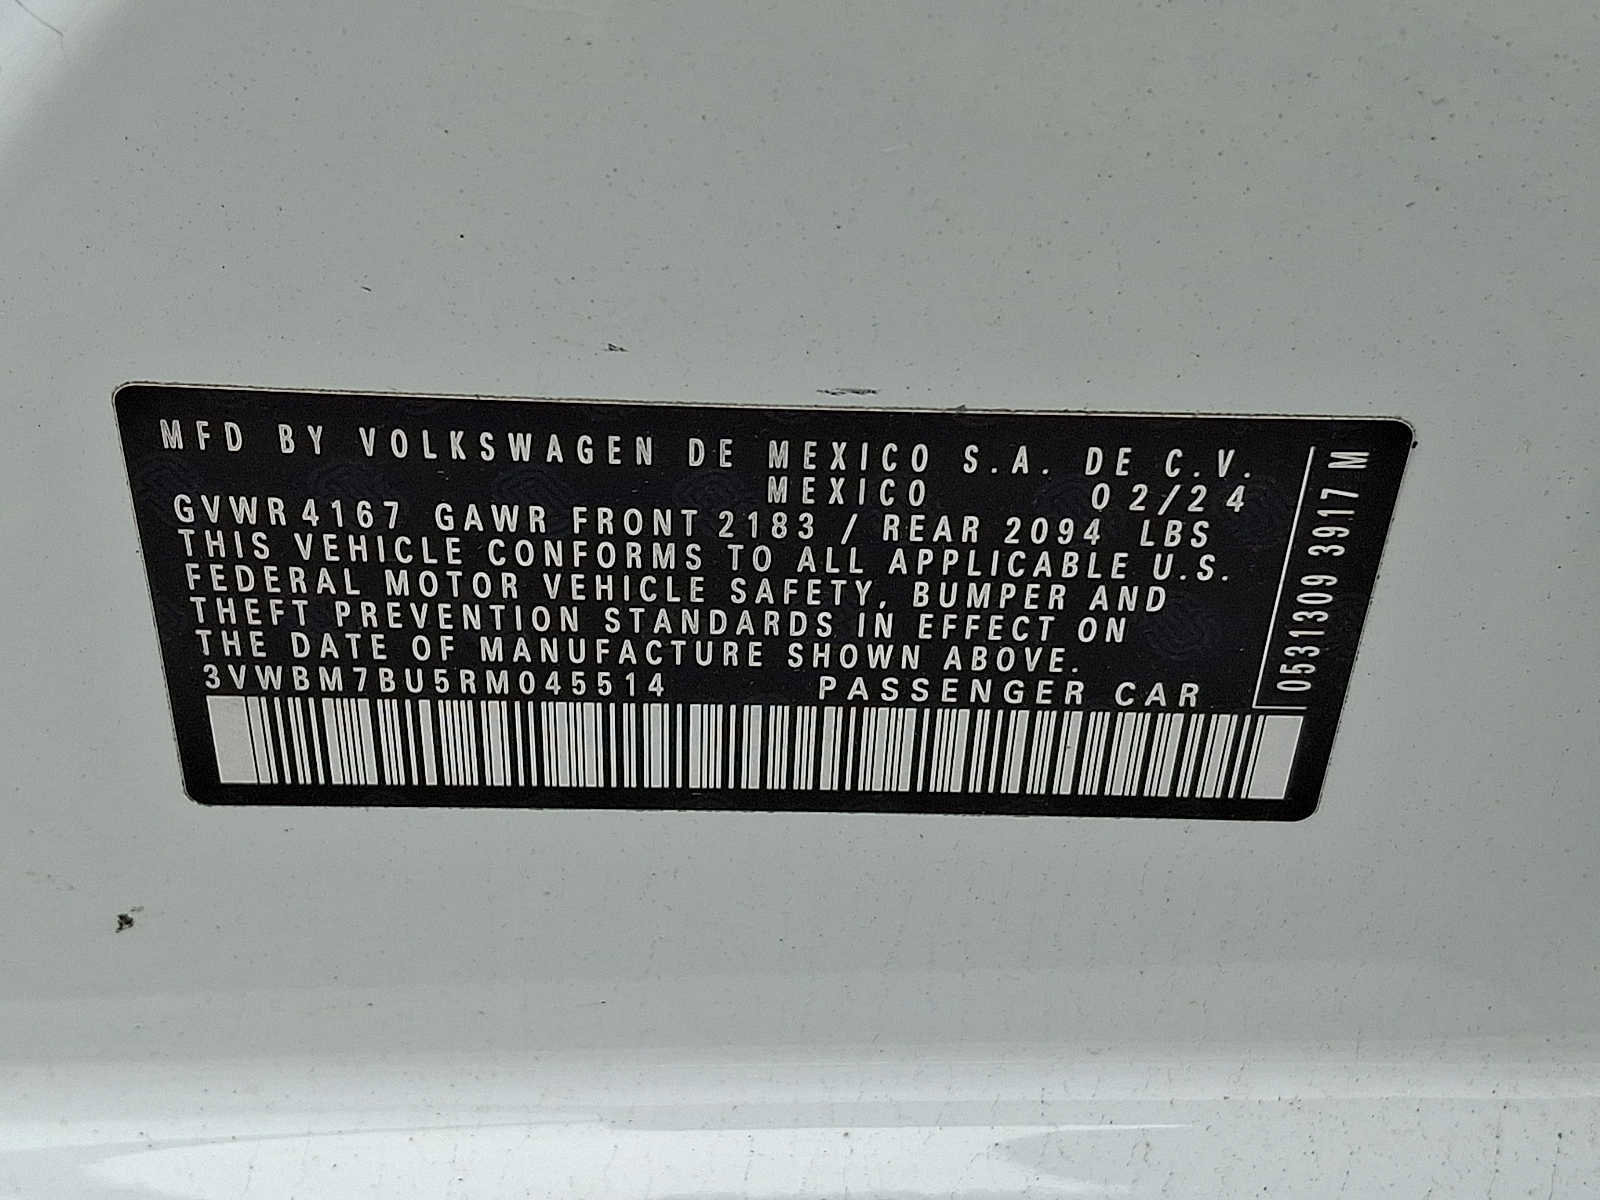 MFD BY VOLKSWAGEN DE MEXICO S.A. DE C.V.
MEXICO 02/24
GVWR 4167 GAWR FRONT 2183 / REAR 2094 LBS
THIS VEHICLE CONFORMS TO ALL APPLICABLE U.S.
FEDERAL MOTOR VEHICLE SAFETY, BUMPER AND
THEFT PREVENTION STANDARDS IN EFFECT ON
THE DATE OF MANUFACTURE SHOWN ABOVE.
3VWBM7BU5RM045514 PASSENGER CAR
0531309 3917 M